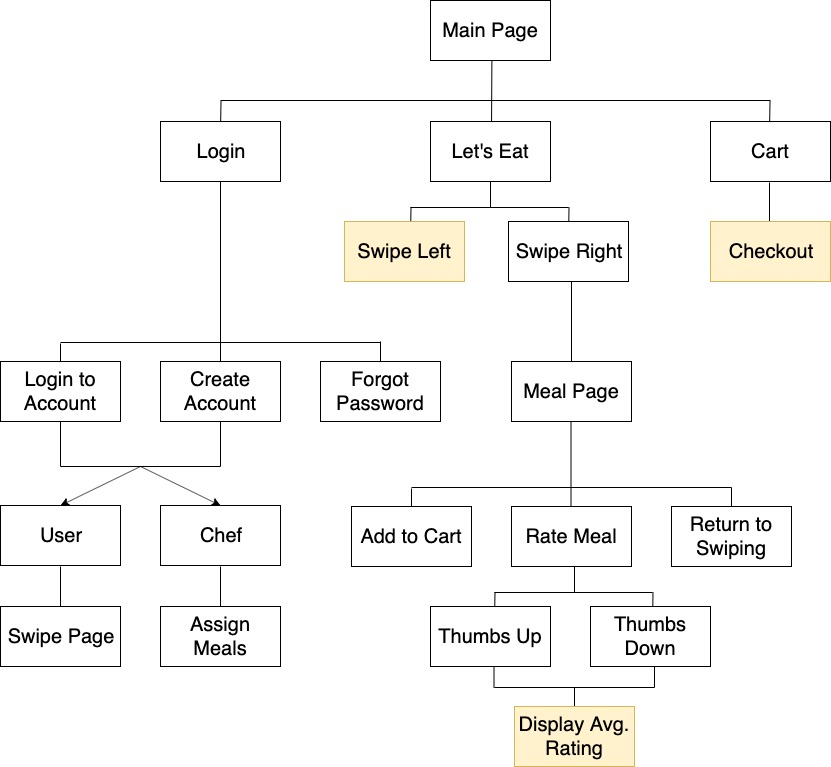 Main Page
Login
Let's Eat
Cart
Swipe Left
Swipe Right
Checkout
Login to
Account
Create
Account
Forgot
Password
Meal Page
User
Chef
Add to Cart
Rate Meal
Return to
Swiping
Swipe Page
Assign
Meals
Thumbs Up
Thumbs
Down
Display Avg.
Rating